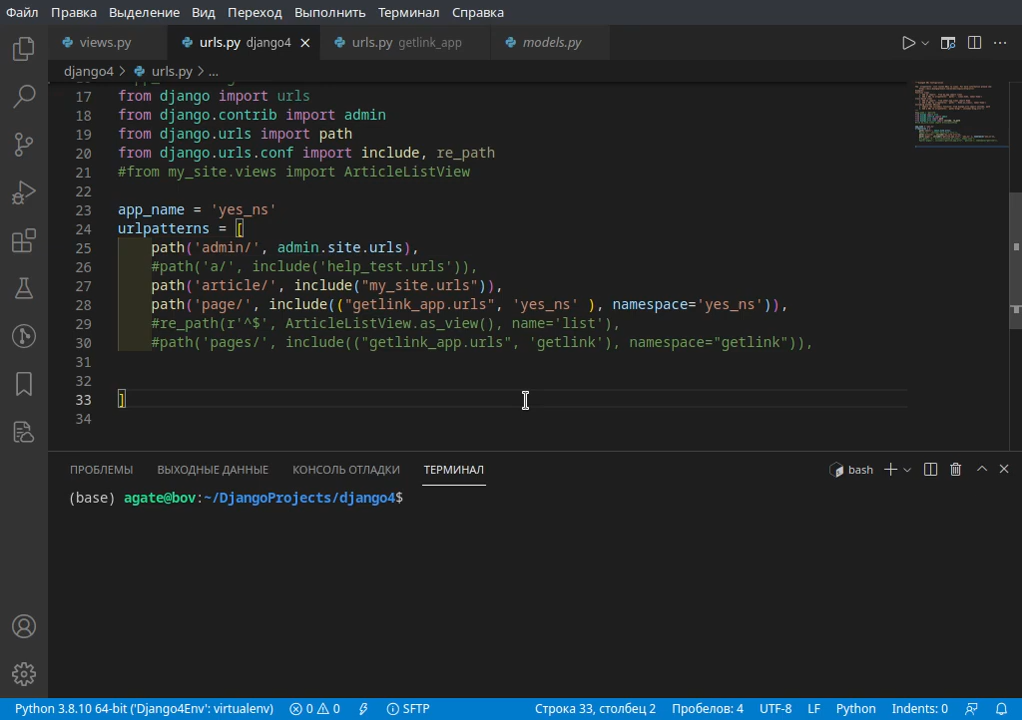 Файл Правка Выделение Вид Переход Выполнить Терминал Справка
views.py urls.py django4 urls.py getlink_app models.py
django4 > urls.py > ...
17 from django import urls
18 from django.contrib import admin
19 from django.urls import path
20 from django.urls.conf import include, re_path
21 #from my_site.views import ArticleListView
22
23 app_name = 'yes_ns'
24 urlpatterns = [
25 path('admin/', admin.site.urls),
26 #path('a/', include('help_test.urls')),
27 path('article/', include("my_site.urls")),
28 path('page/', include(("getlink_app.urls", 'yes_ns' ), namespace='yes_ns')),
29 #re_path(r'^$', ArticleListView.as_view(), name='list'),
30 #path('pages/', include(("getlink_app.urls", 'getlink'), namespace="getlink")),
31
32
33 ]
34
ПРОБЛЕМЫ ВЫХОДНЫЕ ДАННЫЕ КОНСОЛЬ ОТЛАДКИ ТЕРМИНАЛ bash
(base) agate@bov:~/DjangoProjects/django4$
Python 3.8.10 64-bit ('Django4Env': virtualenv) 0 0 SFTP Строка 33, столбец 2 Пробелов: 4 UTF-8 LF Python Indents: 0